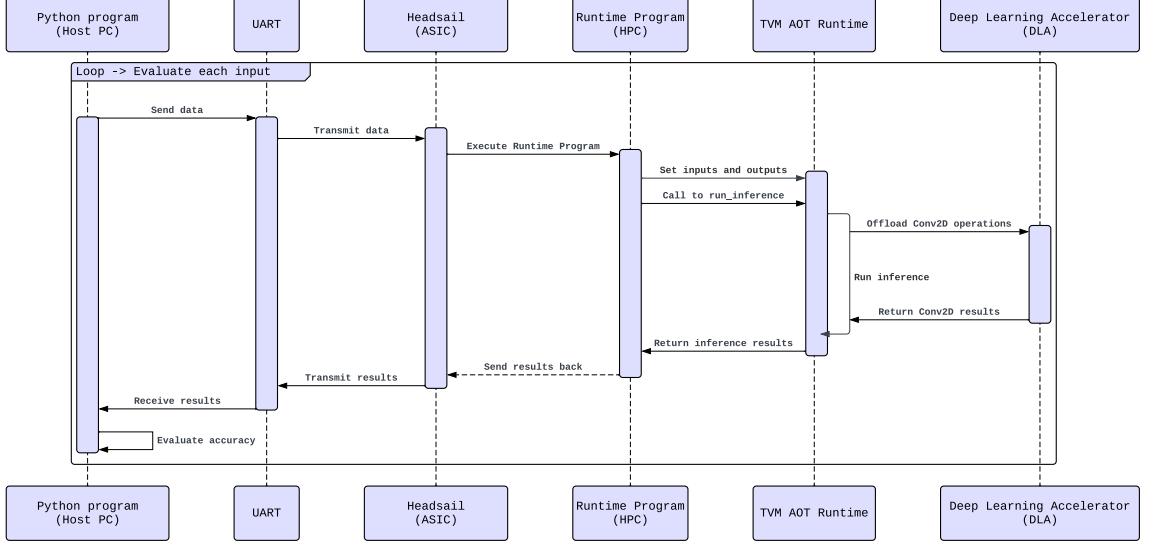 Python program
(Host PC)
UART
Headsail
(ASIC)
Runtime Program
(HPC)
TVM AOT Runtime
Deep Learning Accelerator
(DLA)
Loop -> Evaluate each input
Send data
Transmit data
Execute Runtime Program
Set inputs and outputs
Call to run_inference
Offload Conv2D operations
Run inference
Return Conv2D results
Return inference results
Send results back
Transmit results
Receive results
Evaluate accuracy
Python program
(Host PC)
UART
Headsail
(ASIC)
Runtime Program
(HPC)
TVM AOT Runtime
Deep Learning Accelerator
(DLA)